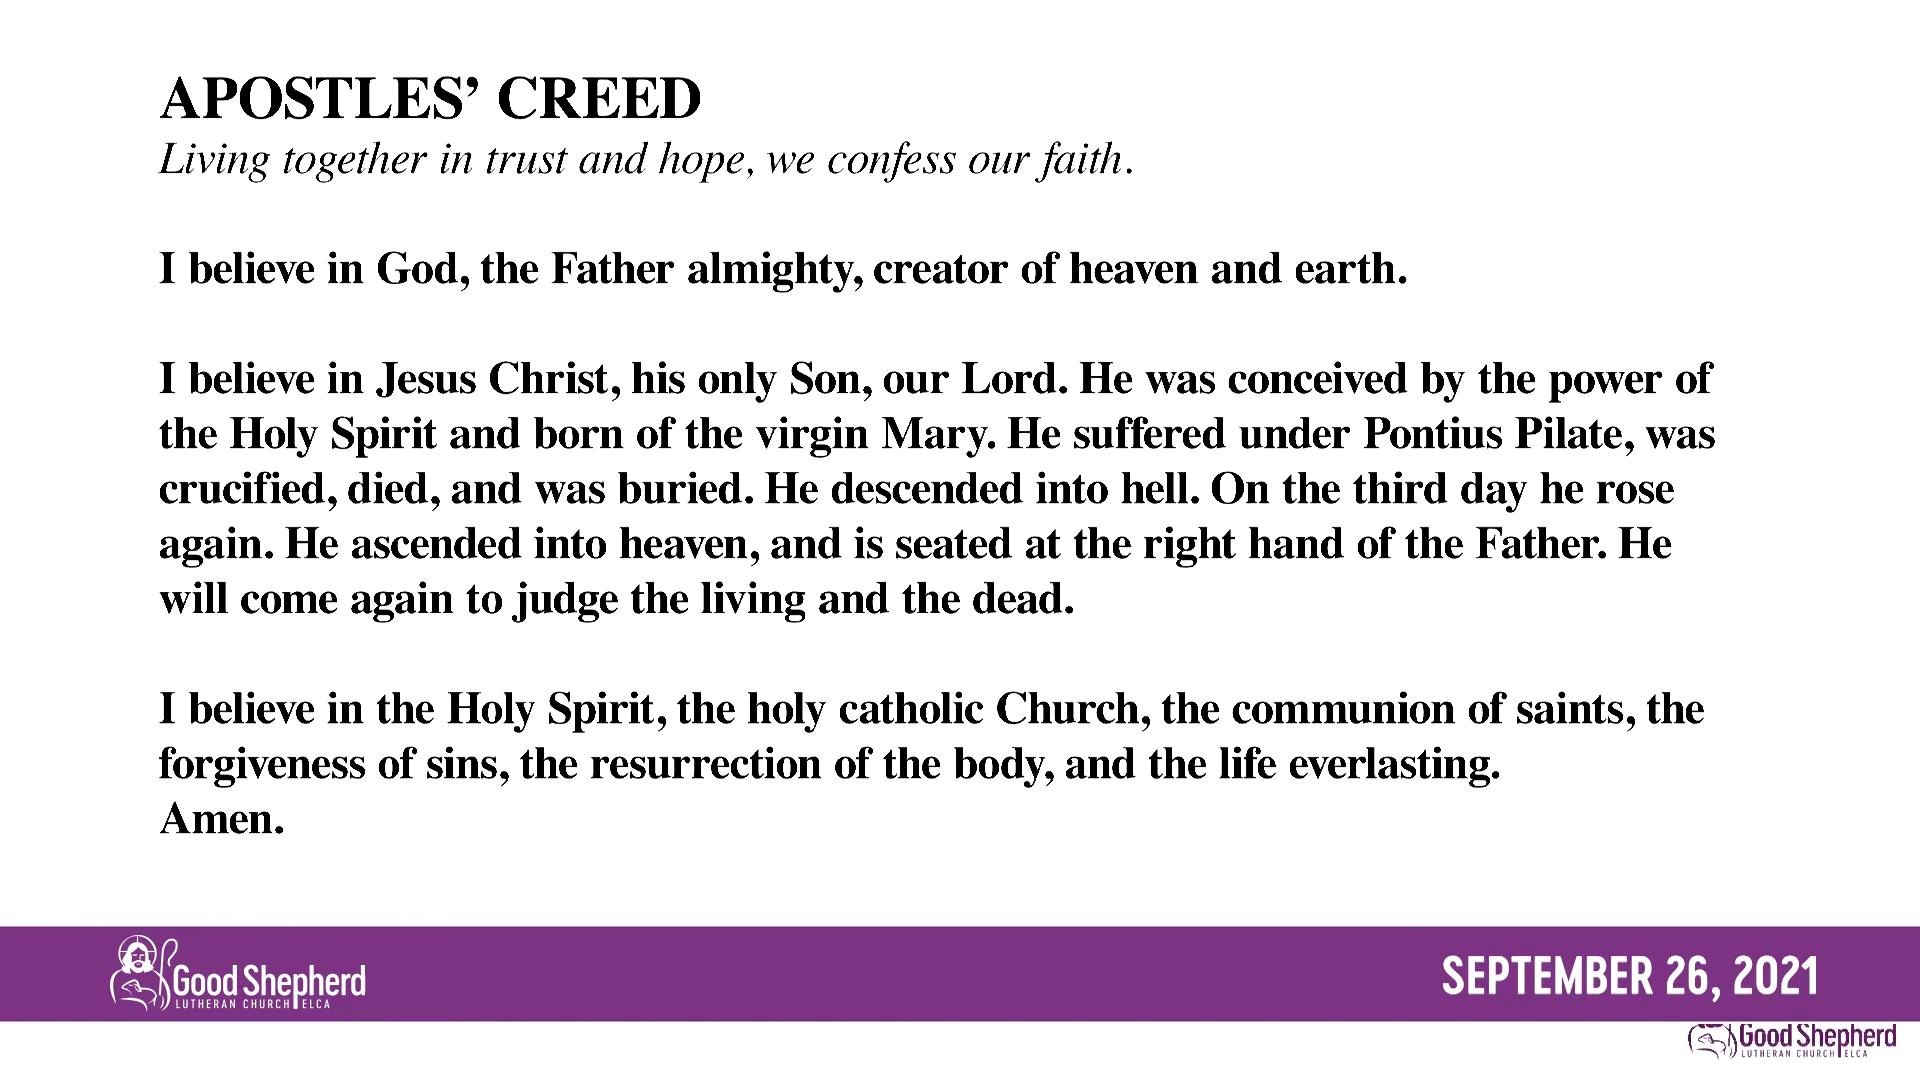 APOSTLES’ CREED
Living together in trust and hope, we confess our faith.
I believe in God, the Father almighty, creator of heaven and earth.
I believe in Jesus Christ, his only Son, our Lord. He was conceived by the power of
the Holy Spirit and born of the virgin Mary. He suffered under Pontius Pilate, was
crucified, died, and was buried. He descended into hell. On the third day he rose
again. He ascended into heaven, and is seated at the right hand of the Father. He
will come again to judge the living and the dead.
I believe in the Holy Spirit, the holy catholic Church, the communion of saints, the
forgiveness of sins, the resurrection of the body, and the life everlasting.
Amen.
Good Shepherd
LUTHERAN CHURCH ELCA
SEPTEMBER 26, 2021
Good Shepherd
LUTHERAN CHURCH ELCA